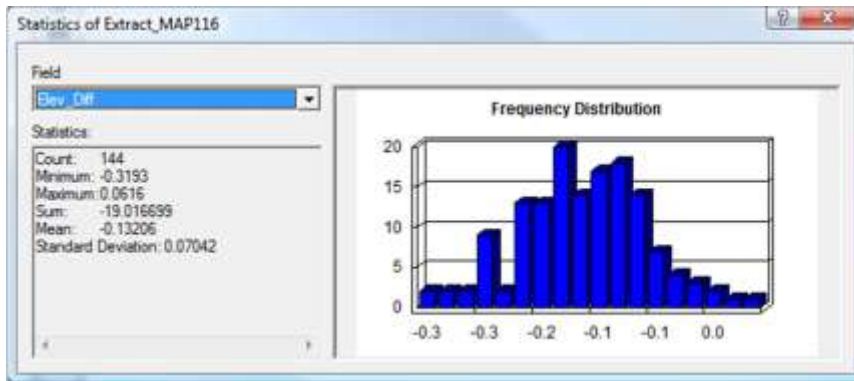 Statistics of Extract_MAP116
Field
Elev_Diff
Statistics:
Count: 144
Minimum: -0.3193
Maximum: 0.0616
Sum: -19.016699
Mean: -0.13206
Standard Deviation: 0.07042
Frequency Distribution
20
15
10
5
0
-0.3 -0.3 -0.2 -0.1 -0.1 0.0